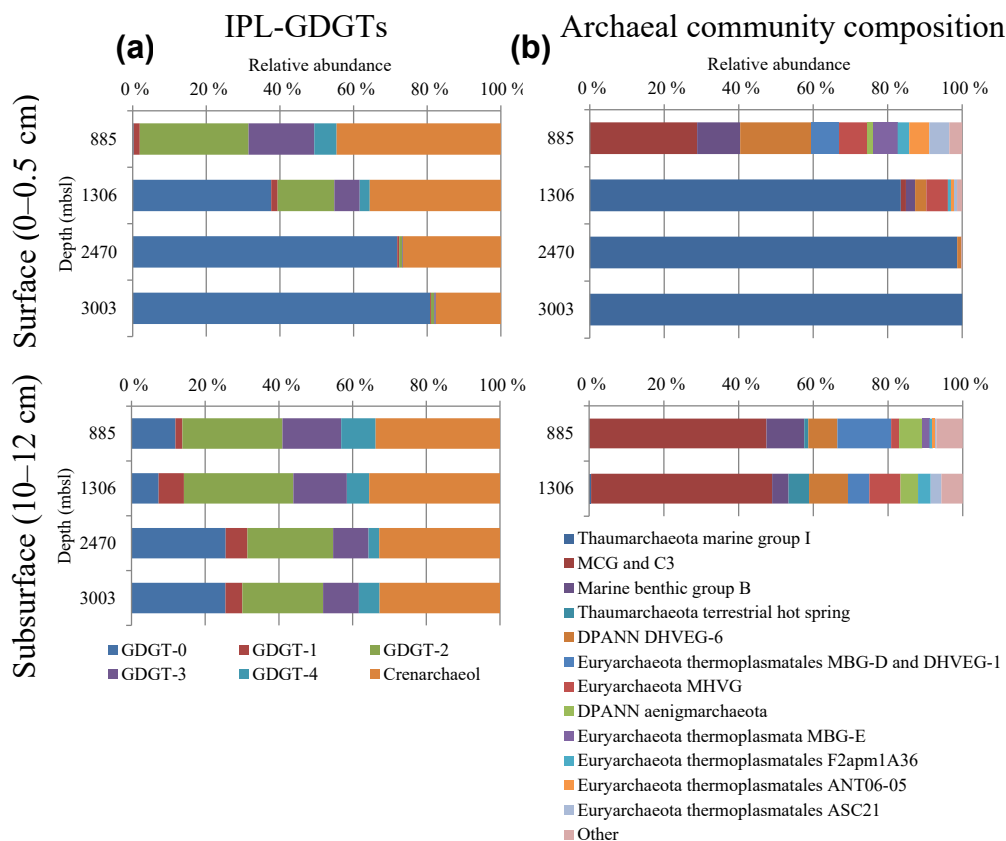 IPL-GDGTs
(a)
Relative abundance
0 % 20 % 40 % 60 % 80 % 100 %
Surface (0–0.5 cm)
Depth (mbsl)
885
1306
2470
3003
Archaeal community composition
(b)
Relative abundance
0 % 20 % 40 % 60 % 80 % 100 %
885
1306
2470
3003
Subsurface (10–12 cm)
Depth (mbsl)
0 % 20 % 40 % 60 % 80 % 100 %
885
1306
2470
3003
GDGT-0 GDGT-1 GDGT-2
GDGT-3 GDGT-4 Crenarchaeol
0 % 20 % 40 % 60 % 80 % 100 %
885
1306
Thaumarchaeota marine group I
MCG and C3
Marine benthic group B
Thaumarchaeota terrestrial hot spring
DPANN DHVEG-6
Euryarchaeota thermoplasmatales MBG-D and DHVEG-1
Euryarchaeota MHVG
DPANN aenigmarchaeota
Euryarchaeota thermoplasmata MBG-E
Euryarchaeota thermoplasmatales F2apm1A36
Euryarchaeota thermoplasmatales ANT06-05
Euryarchaeota thermoplasmatales ASC21
Other